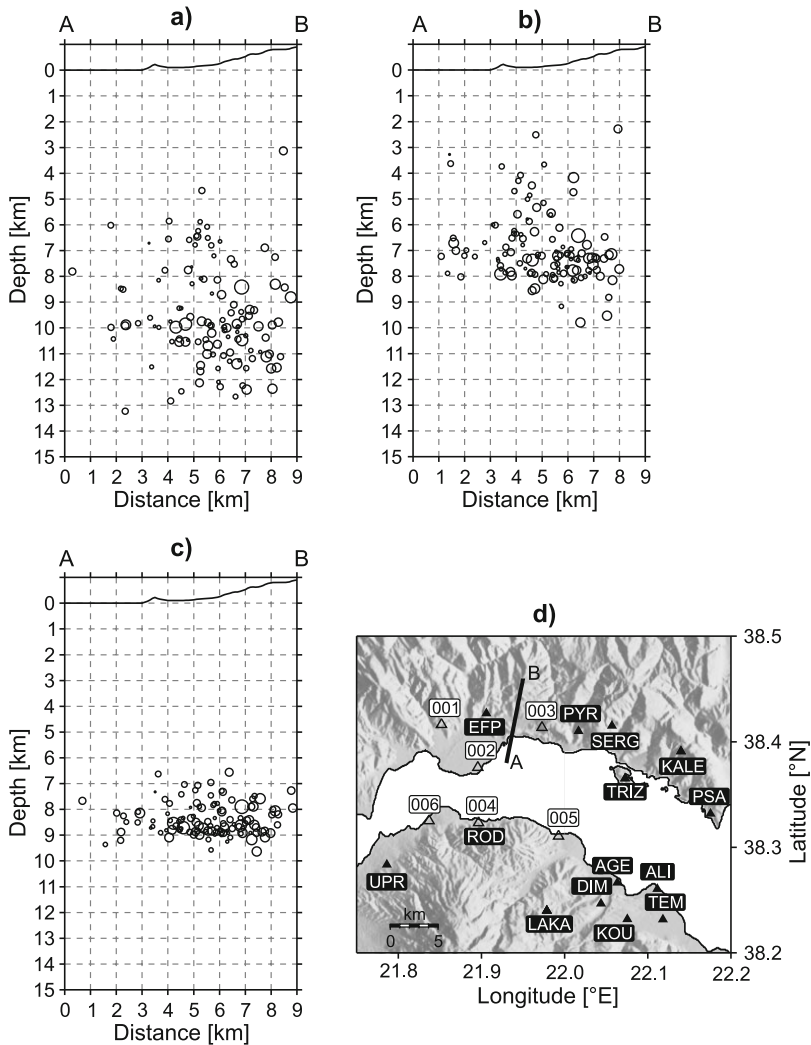 a)
A B
0
1
2
3
4
5
6
7
8
9
10
11
12
13
14
15
Depth [km]
0 1 2 3 4 5 6 7 8 9
Distance [km]
b)
A B
0
1
2
3
4
5
6
7
8
9
10
11
12
13
14
15
Depth [km]
0 1 2 3 4 5 6 7 8 9
Distance [km]
c)
A B
0
1
2
3
4
5
6
7
8
9
10
11
12
13
14
15
Depth [km]
0 1 2 3 4 5 6 7 8 9
Distance [km]
d)
38.5
38.4
38.3
38.2
Latitude [°N]
B
001
EFP
003
PYR
SERG
002
A
KALE
TRIZ
PSA
006
004
005
ROD
UPR
AGE
ALI
DIM
TEM
LAKA
KOU
km
0 5
21.8 21.9 22.0 22.1 22.2
Longitude [°E]